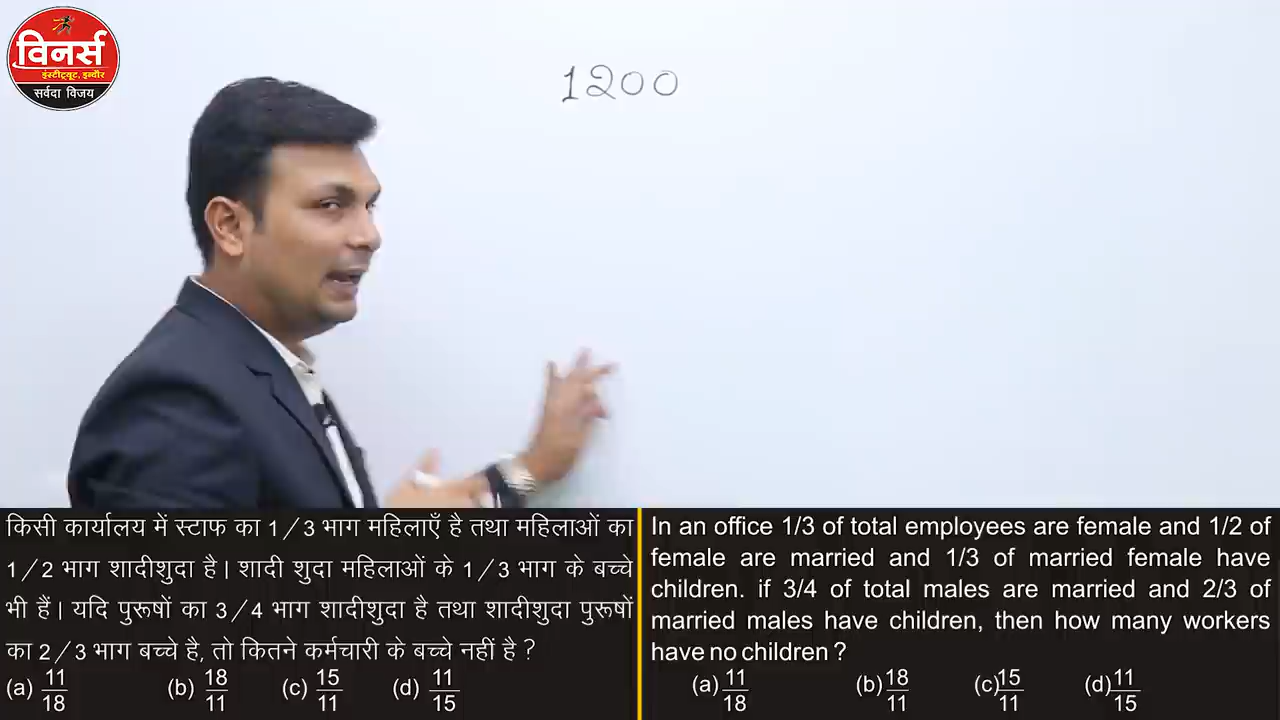 विनर्स
इंस्टीट्यूट, इन्दौर
सर्वदा विजय
1200
किसी कार्यालय में स्टाफ का 1/3 भाग महिलाएँ है तथा महिलाओं का
1/2 भाग शादीशुदा है। शादी शुदा महिलाओं के 1/3 भाग के बच्चे
भी हैं। यदि पुरूषों का 3/4 भाग शादीशुदा है तथा शादीशुदा पुरूषों
का 2/3 भाग बच्चे है, तो कितने कर्मचारी के बच्चे नहीं है ?
(a) 11/18 (b) 18/11 (c) 15/11 (d) 11/15
In an office 1/3 of total employees are female and 1/2 of
female are married and 1/3 of married female have
children. if 3/4 of total males are married and 2/3 of
married males have children, then how many workers
have no children ?
(a) 11/18 (b) 18/11 (c) 15/11 (d) 11/15